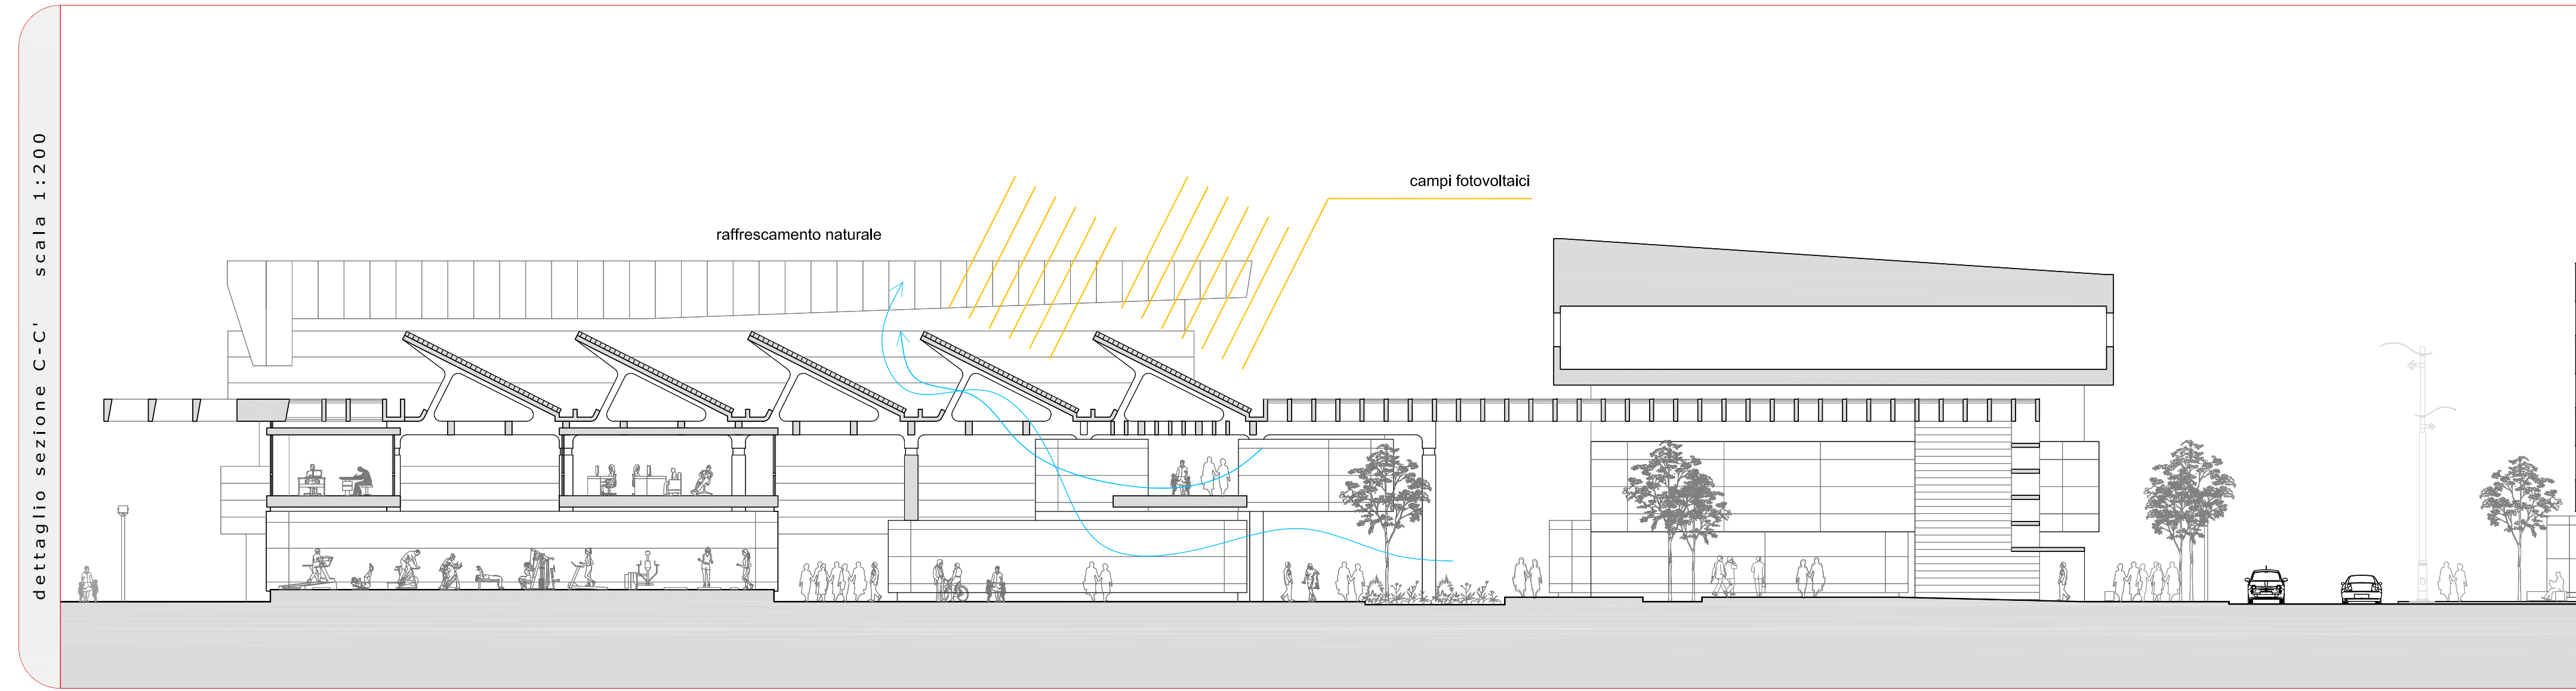 dettaglio sezione C-C' scala 1:200
campi fotovoltaici
raffrescamento naturale